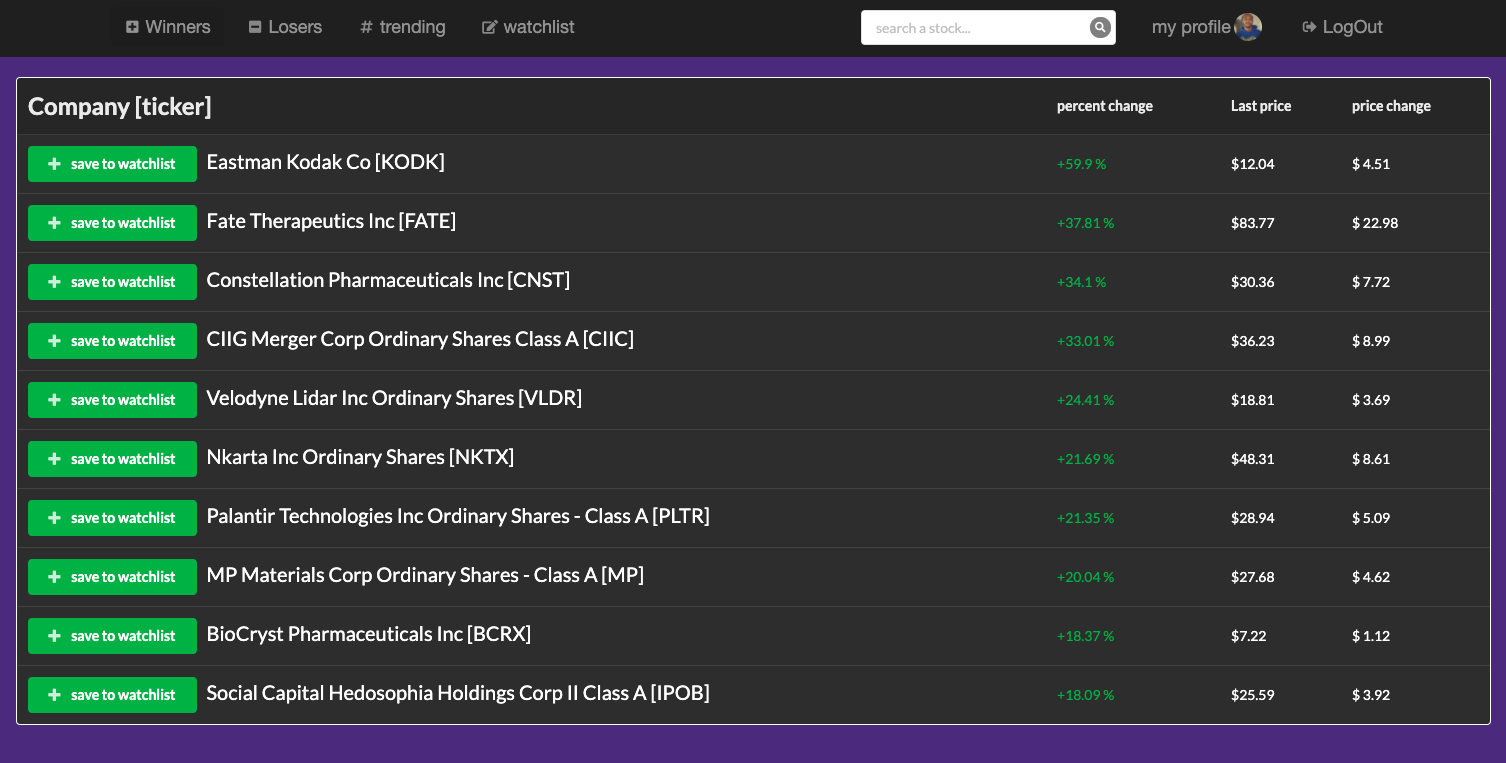 Winners Losers # trending watchlist search a stock... my profile LogOut
Company [ticker] percent change Last price price change
save to watchlist Eastman Kodak Co [KODK] +59.9 % $12.04 $ 4.51
save to watchlist Fate Therapeutics Inc [FATE] +37.81 % $83.77 $ 22.98
save to watchlist Constellation Pharmaceuticals Inc [CNST] +34.1 % $30.36 $ 7.72
save to watchlist CIIG Merger Corp Ordinary Shares Class A [CIIC] +33.01 % $36.23 $ 8.99
save to watchlist Velodyne Lidar Inc Ordinary Shares [VLDR] +24.41 % $18.81 $ 3.69
save to watchlist Nkarta Inc Ordinary Shares [NKTX] +21.69 % $48.31 $ 8.61
save to watchlist Palantir Technologies Inc Ordinary Shares - Class A [PLTR] +21.35 % $28.94 $ 5.09
save to watchlist MP Materials Corp Ordinary Shares - Class A [MP] +20.04 % $27.68 $ 4.62
save to watchlist BioCryst Pharmaceuticals Inc [BCRX] +18.37 % $7.22 $ 1.12
save to watchlist Social Capital Hedosophia Holdings Corp II Class A [IPOB] +18.09 % $25.59 $ 3.92